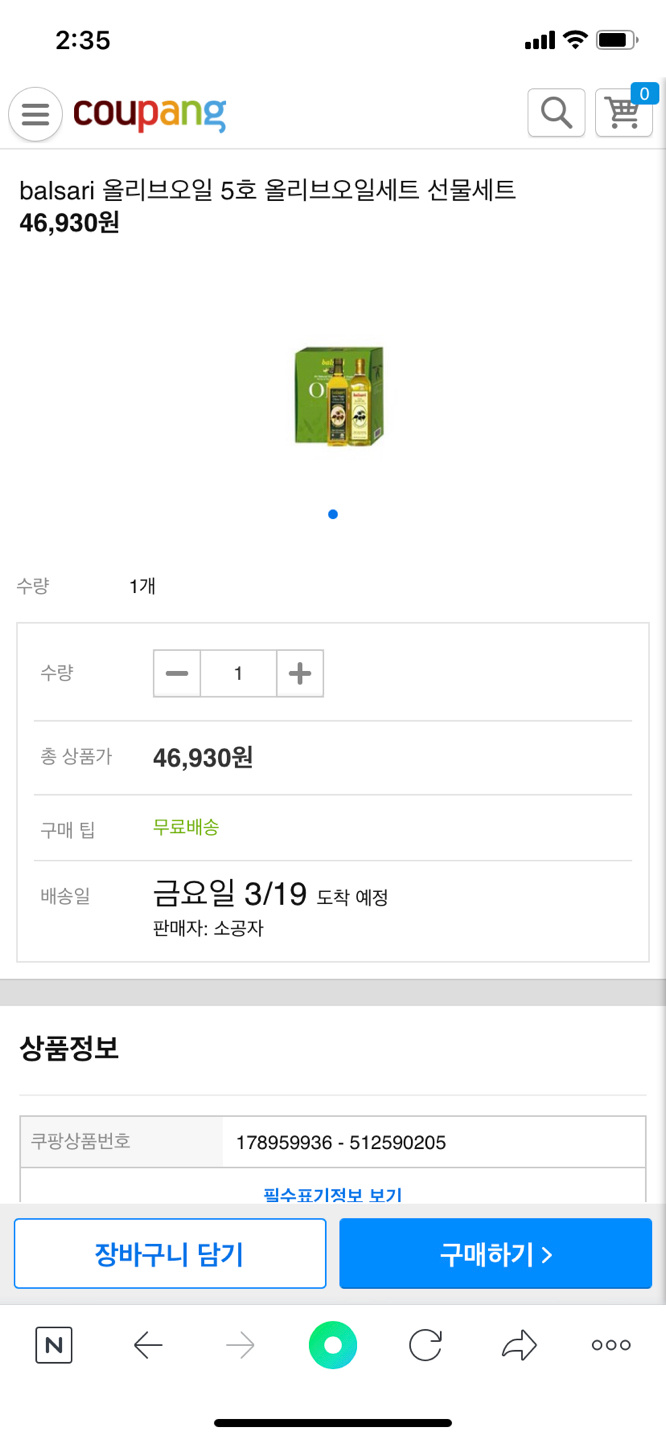 2:35
coupang
0
balsari 올리브오일 5호 올리브오일세트 선물세트
46,930원
수량 1개
수량 1
총 상품가 46,930원
구매 팁 무료배송
배송일 금요일 3/19 도착 예정
판매자: 소공자
상품정보
쿠팡상품번호 178959936 - 512590205
필수표기정보 보기
장바구니 담기 구매하기 >
N